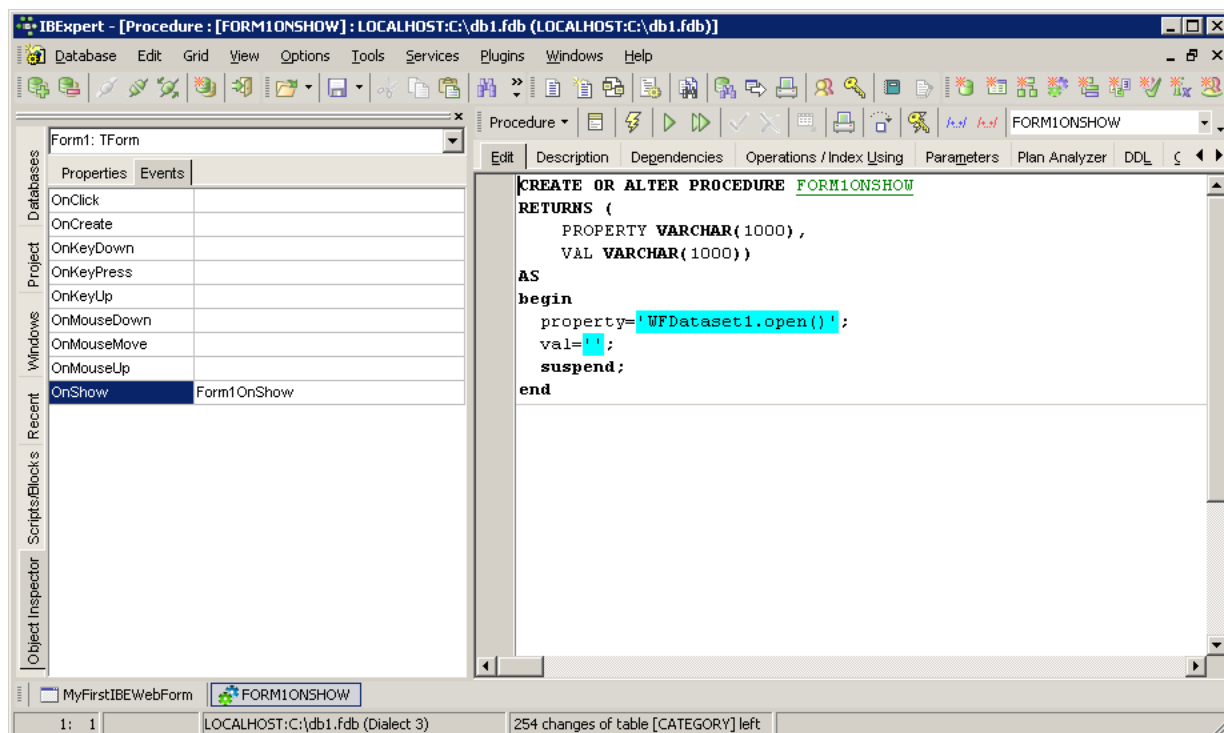 IBExpert - [Procedure : [FORM1ONSHOW] : LOCALHOST:C:\db1.fdb (LOCALHOST:C:\db1.fdb)]
Database Edit Grid View Options Tools Services Plugins Windows Help
Procedure FORM1ONSHOW
Form1: TForm
Edit Description Dependencies Operations / Index Using Parameters Plan Analyzer DDL
Properties Events
OnClick
OnCreate
OnKeyDown
OnKeyPress
OnKeyUp
OnMouseDown
OnMouseMove
OnMouseUp
OnShow Form1OnShow
Databases
Project
Windows
Recent
Scripts/Blocks
Object Inspector
CREATE OR ALTER PROCEDURE FORM1ONSHOW
RETURNS (
PROPERTY VARCHAR(1000),
VAL VARCHAR(1000))
AS
begin
property='WFDataset1.open()';
val='';
suspend;
end
MyFirstIBEWebForm FORM1ONSHOW
1: 1 LOCALHOST:C:\db1.fdb (Dialect 3) 254 changes of table [CATEGORY] left